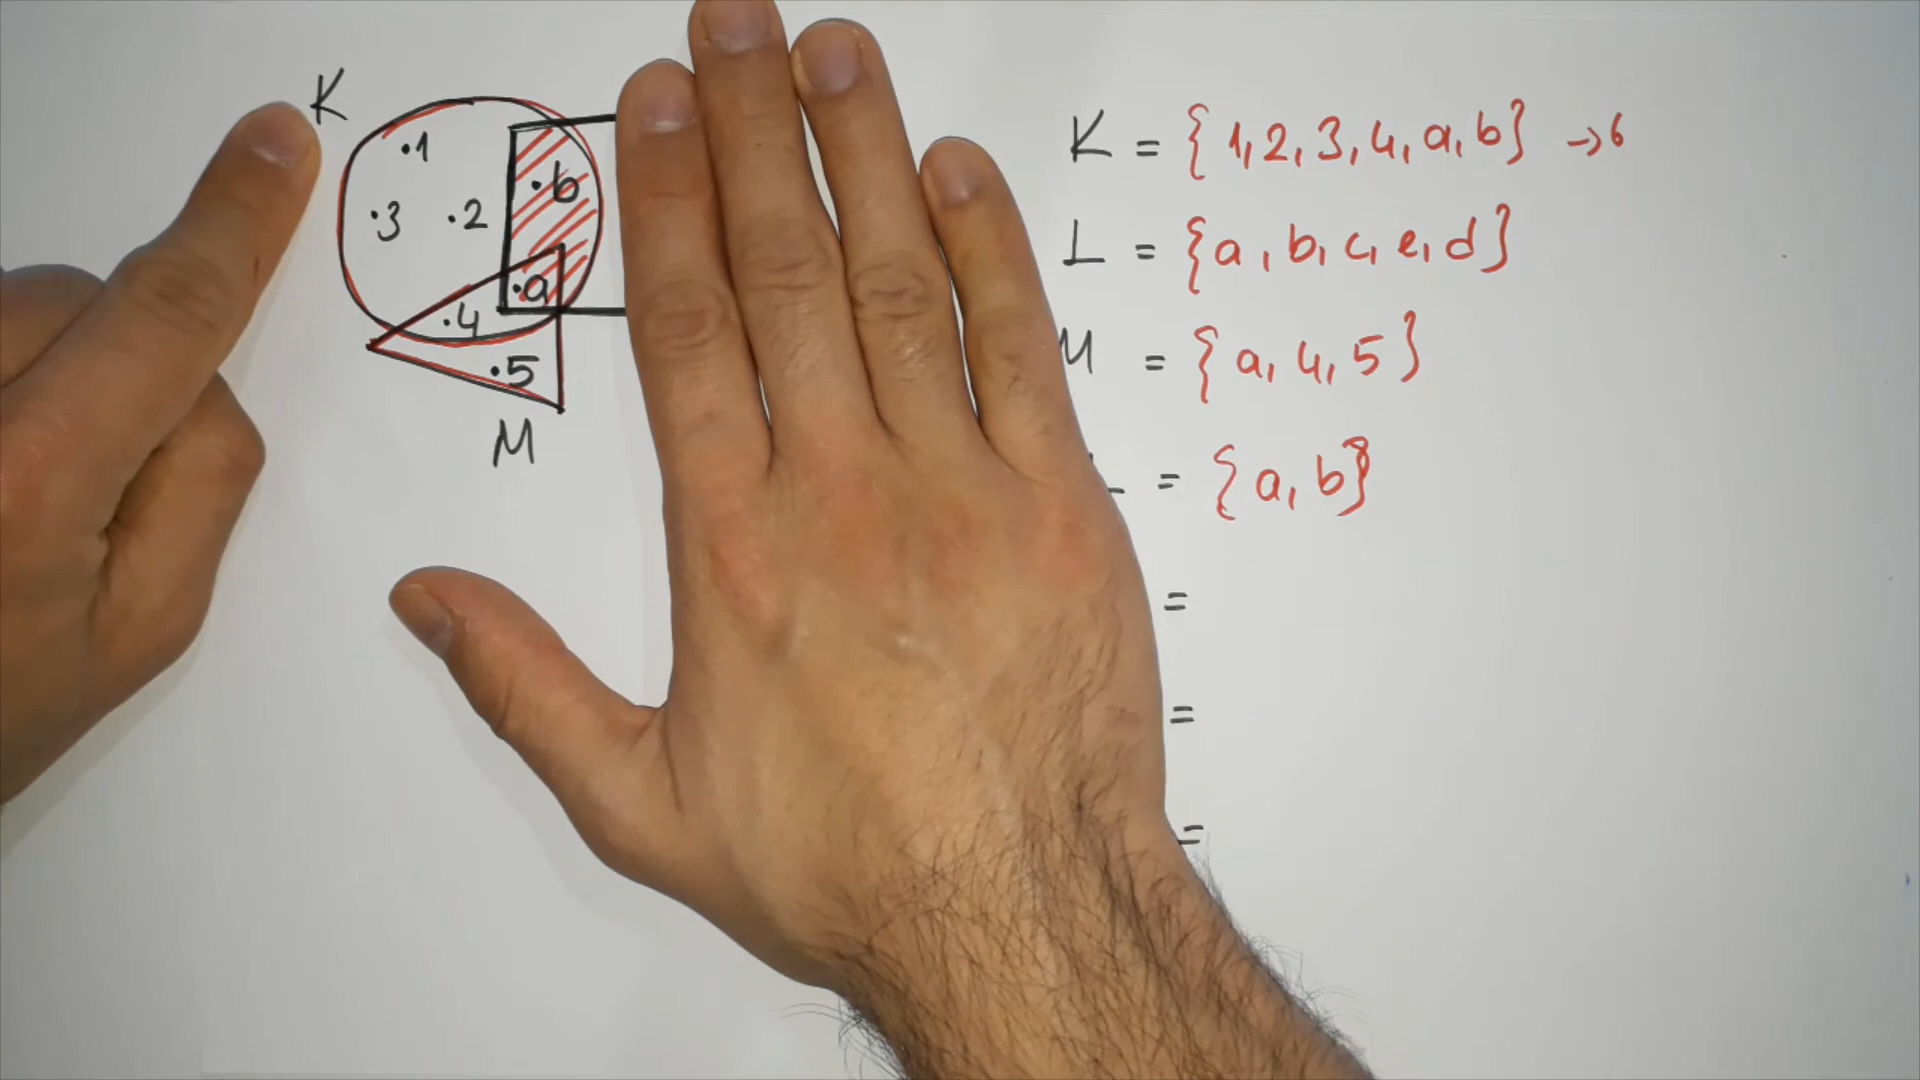 K
.1
.b
.3 .2
.a
.4
.5
M
K = { 1, 2, 3, 4, a, b } → 6
L = { a, b, c, e, d }
M = { a, 4, 5 }
= { a, b }
=
=
=